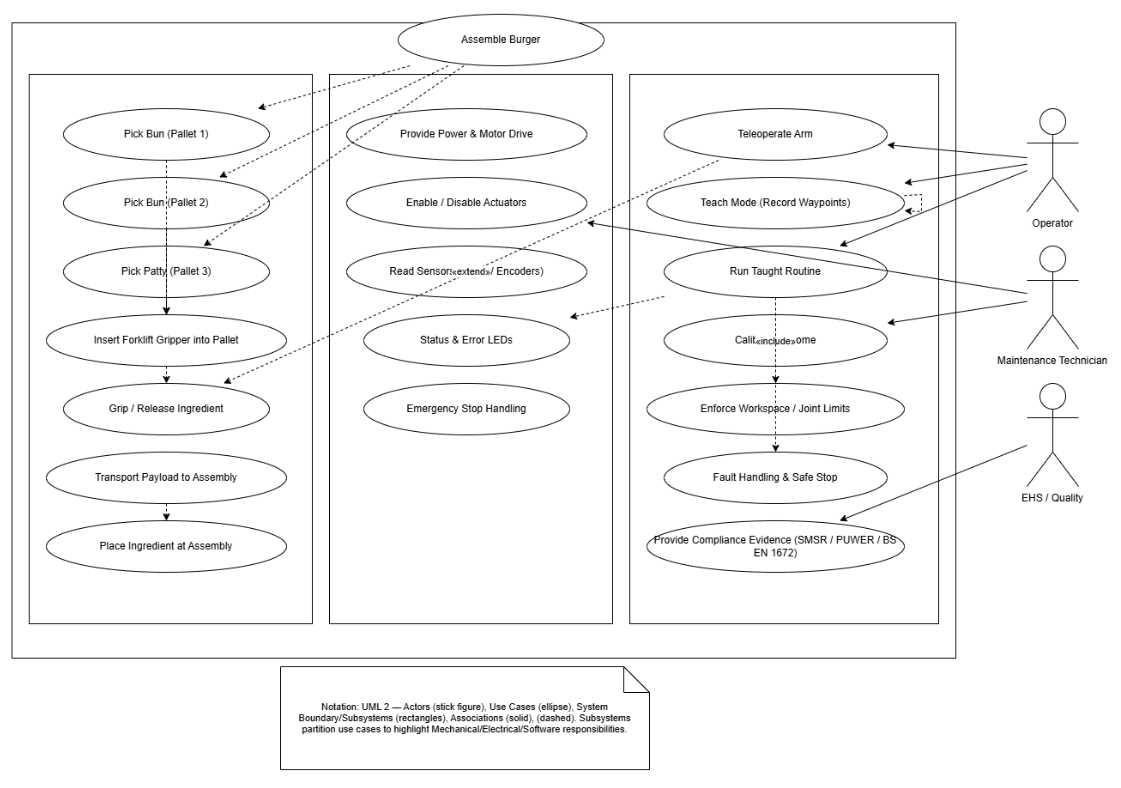 Assemble Burger
Pick Bun (Pallet 1)
Provide Power & Motor Drive
Teleoperate Arm
Pick Bun (Pallet 2)
Enable / Disable Actuators
Teach Mode (Record Waypoints)
Operator
Pick Patty (Pallet 3)
Read Sensors «extend» / Encoders)
Run Taught Routine
Insert Forklift Gripper into Pallet
Status & Error LEDs
«include»
Maintenance Technician
Grip / Release Ingredient
Emergency Stop Handling
Enforce Workspace / Joint Limits
Transport Payload to Assembly
Fault Handling & Safe Stop
EHS / Quality
Place Ingredient at Assembly
Provide Compliance Evidence (SMSR / PUWER / BS
EN 1672)
Notation: UML 2 — Actors (stick figure), Use Cases (ellipse), System
Boundary/Subsystems (rectangles), Associations (solid), (dashed). Subsystems
partition use cases to highlight Mechanical/Electrical/Software responsibilities.